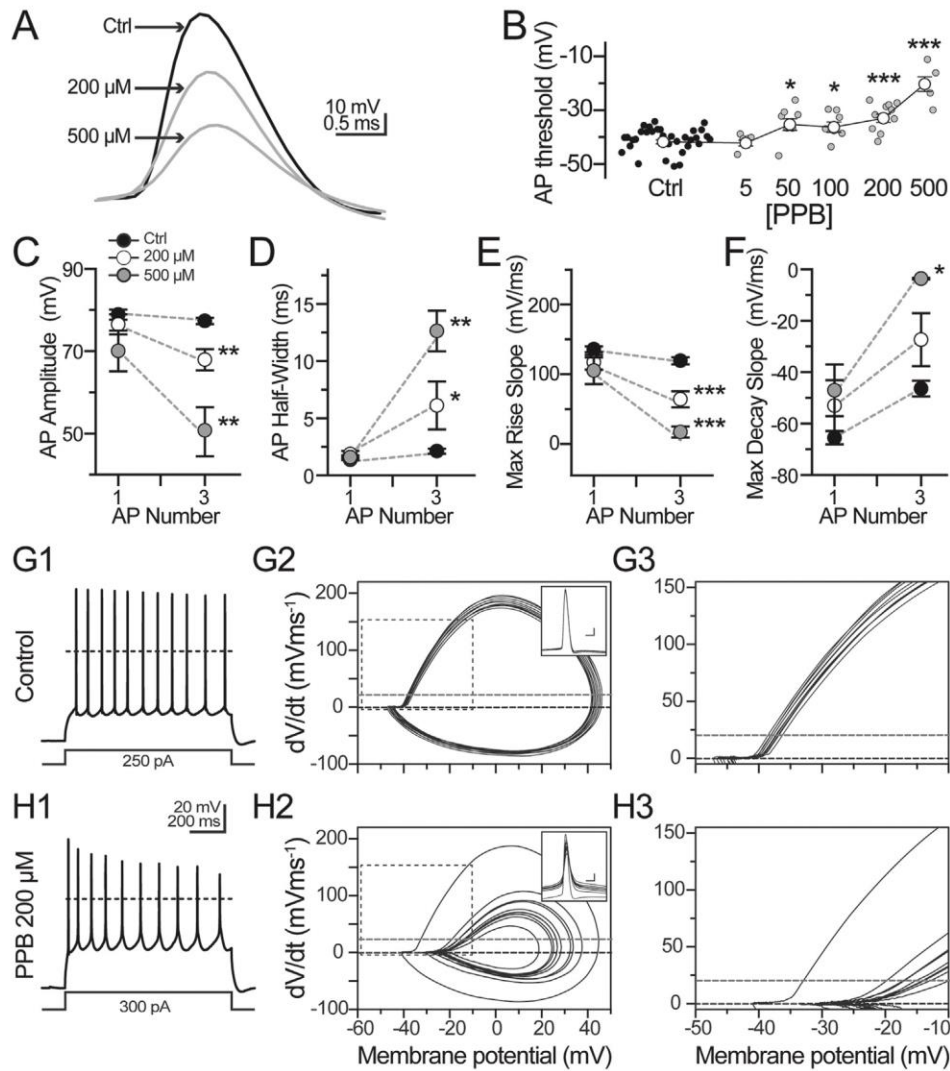 A
Ctrl
200 µM
500 µM
10 mV
0.5 ms
B
AP threshold (mV)
-10
-30
-50
* * *** ***
Ctrl 5 50 100 200 500
[PPB]
C
Ctrl
200 µM
500 µM
AP Amplitude (mV)
90
70
50
**
**
1 3
AP Number
D
AP Half-Width (ms)
15
10
5
0
**
*
1 3
AP Number
E
Max Rise Slope (mV/ms)
200
100
0
***
***
1 3
AP Number
F
Max Decay Slope (mV/ms)
0
-20
-40
-60
-80
*
1 3
AP Number
G1
Control
250 pA
G2
dV/dt (mVms⁻¹)
200
100
0
-100
G3
150
100
50
0
H1
PPB 200 µM
20 mV
200 ms
300 pA
H2
dV/dt (mVms⁻¹)
200
100
0
-100
-60 -40 -20 0 20 40
Membrane potential (mV)
H3
150
100
50
0
-50 -40 -30 -20 -10
Membrane potential (mV)